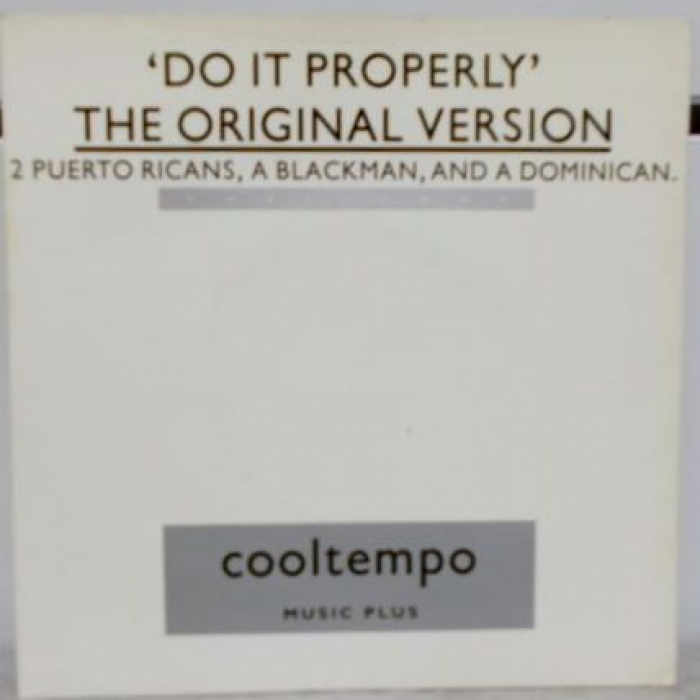 ‘DO IT PROPERLY’
THE ORIGINAL VERSION
2 PUERTO RICANS, A BLACKMAN, AND A DOMINICAN.
cooltempo
MUSIC PLUS